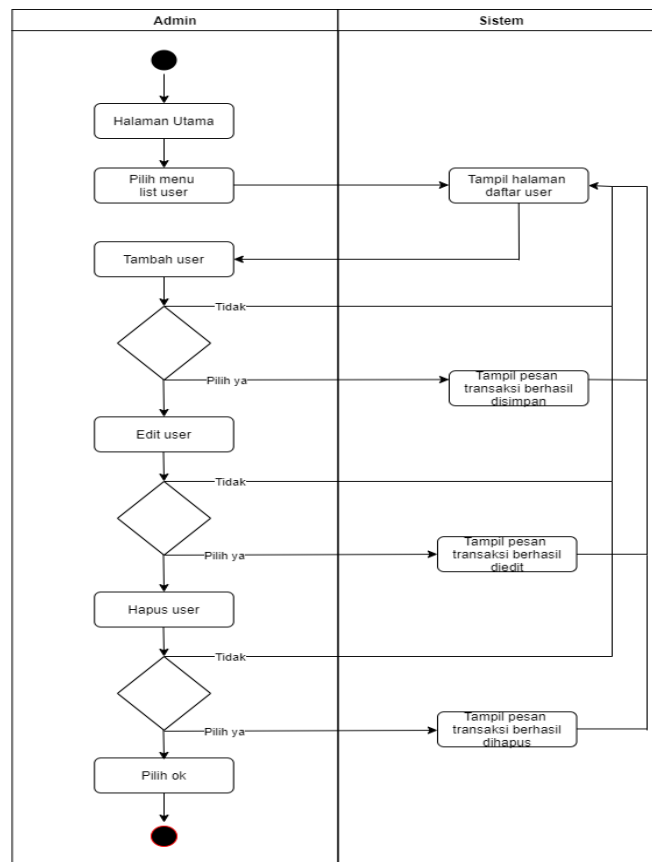 Admin
Sistem
Halaman Utama
Pilih menu
list user
Tampil halaman
daftar user
Tambah user
Tidak
Pilih ya
Tampil pesan
transaksi berhasil
disimpan
Edit user
Tidak
Pilih ya
Tampil pesan
transaksi berhasil
diedit
Hapus user
Tidak
Pilih ya
Tampil pesan
transaksi berhasil
dihapus
Pilih ok